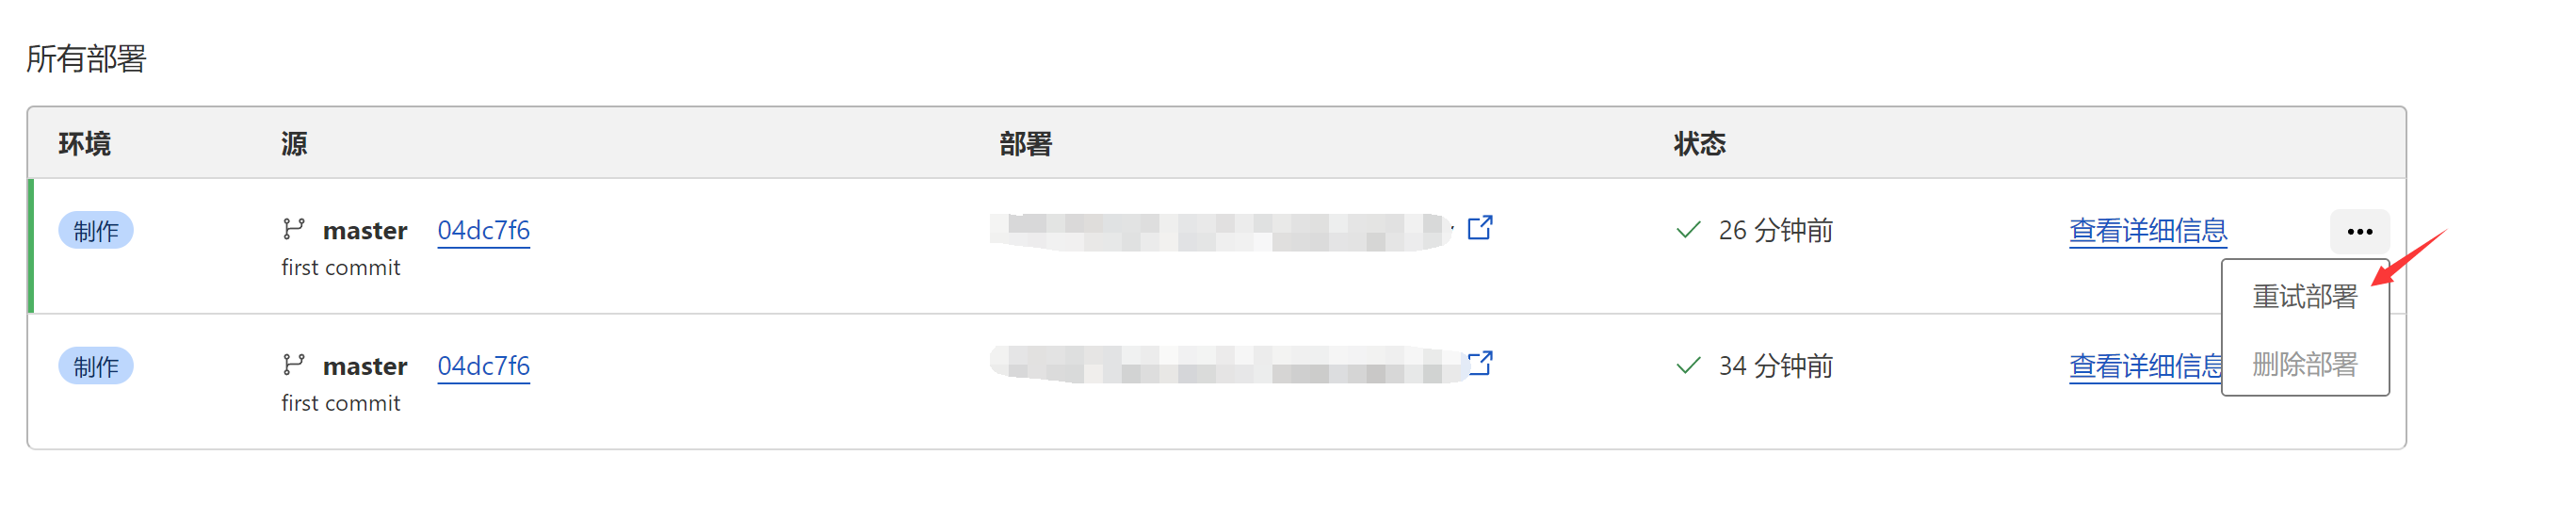 所有部署
环境 源 部署 状态
制作 master 04dc7f6 26 分钟前 查看详细信息
first commit
重试部署
制作 master 04dc7f6 34 分钟前 查看详细信息
删除部署
first commit